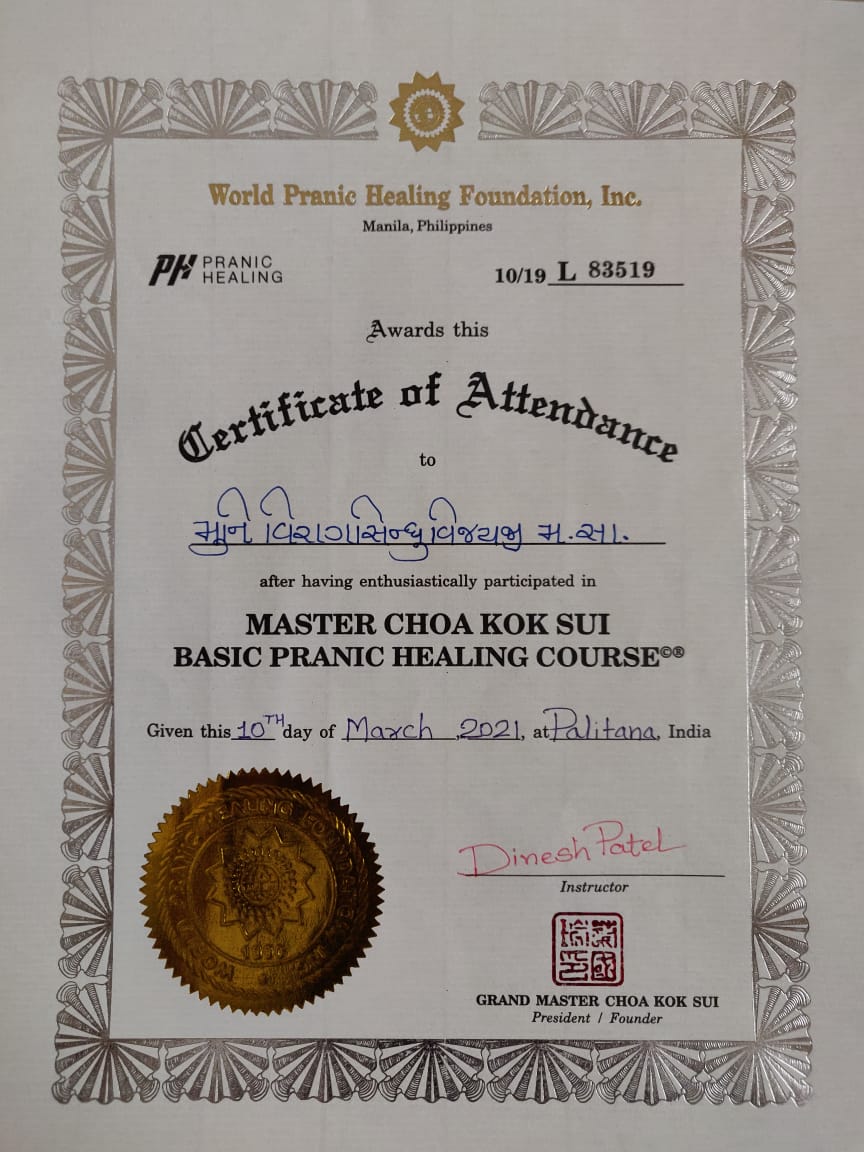 World Pranic Healing Foundation, Inc.
Manila, Philippines
PH PRANIC HEALING
10/19 L 83519
Awards this
Certificate of Attendance
to
મુનિ વિરાગસિન્ધુવિજયજી મ.સા.
after having enthusiastically participated in
MASTER CHOA KOK SUI
BASIC PRANIC HEALING COURSE©®
Given this 10TH day of March, 2021, at Palitana, India
Dinesh Patel
Instructor
GRAND MASTER CHOA KOK SUI
President / Founder